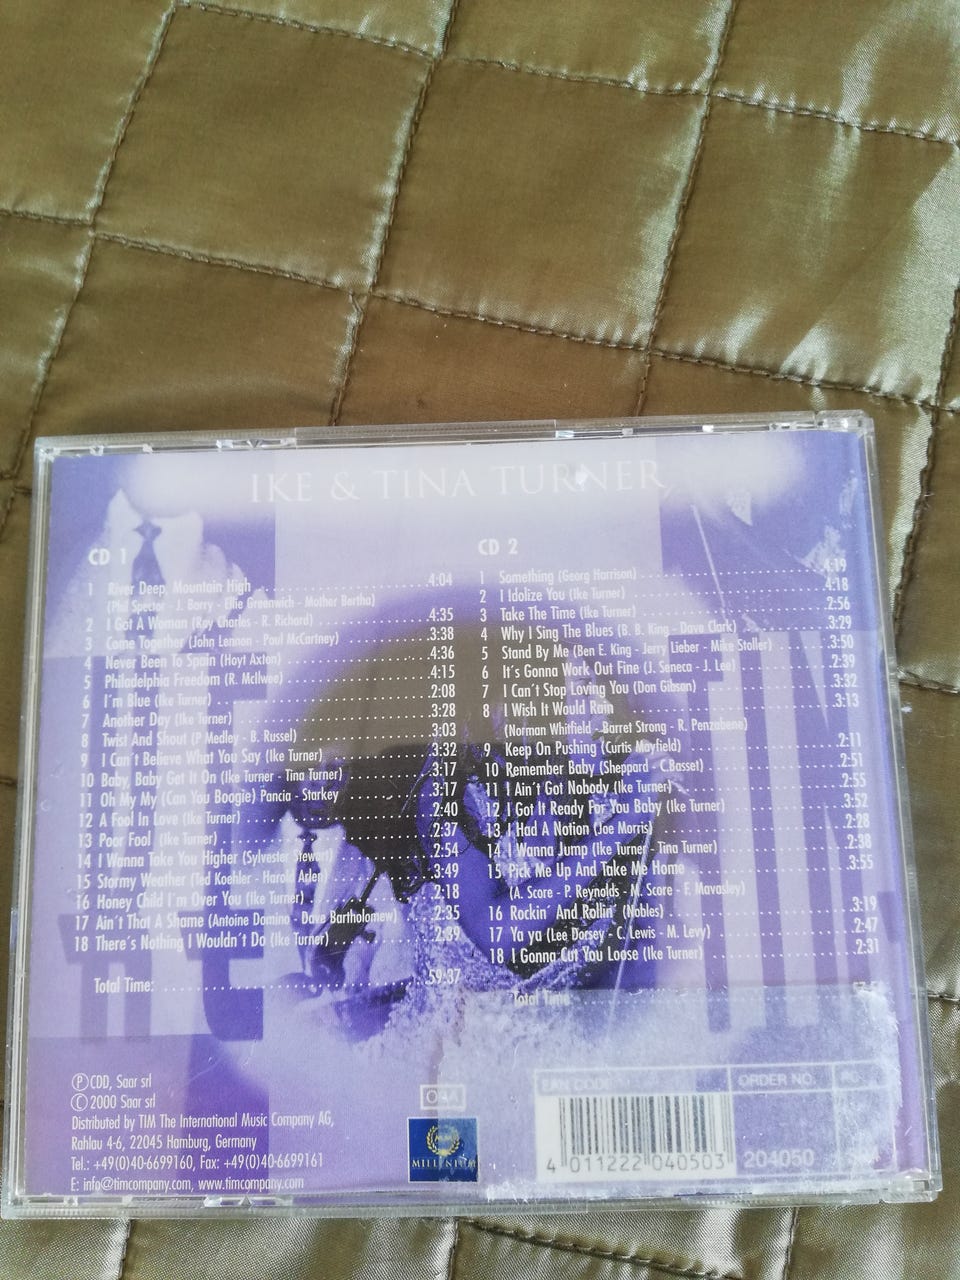 IKE & TINA TURNER
CD 1
1 River Deep, Mountain High .......... 4:04
(Phil Spector - J. Barry - Ellie Greenwich - Mother Bertha)
2 I Got A Woman (Ray Charles - R. Richard) .......... 4:35
3 Come Together (John Lennon - Paul McCartney) .......... 3:38
4 Never Been To Spain (Hoyt Axton) .......... 4:36
5 Philadelphia Freedom (R. McIlwee) .......... 4:15
6 I'm Blue (Ike Turner) .......... 2:08
7 Another Day (Ike Turner) .......... 3:28
8 Twist And Shout (P Medley - B. Russel) .......... 3:03
9 I Can't Believe What You Say (Ike Turner) .......... 3:32
10 Baby, Baby Get It On (Ike Turner - Tina Turner) .......... 3:17
11 Oh My My (Can You Boogie) Pancia - Starkey .......... 3:17
12 A Fool In Love (Ike Turner) .......... 2:40
13 Poor Fool (Ike Turner) .......... 2:37
14 I Wanna Take You Higher (Sylvester Stewart) .......... 2:54
15 Stormy Weather (Ted Koehler - Harold Arlen) .......... 3:49
16 Honey Child I'm Over You (Ike Turner) .......... 2:18
17 Ain't That A Shame (Antoine Domino - Dave Bartholomew) .......... 2:35
18 There's Nothing I Wouldn't Do (Ike Turner) .......... 2:39
Total Time: .......... 59:37
CD 2
1 Something (Georg Harrison) .......... 4:19
2 I Idolize You (Ike Turner) .......... 4:18
3 Take The Time (Ike Turner) .......... 2:56
4 Why I Sing The Blues (B. B. King - Dave Clark) .......... 3:29
5 Stand By Me (Ben E. King - Jerry Lieber - Mike Stoller) .......... 3:50
6 It's Gonna Work Out Fine (J. Seneca - J. Lee) .......... 2:39
7 I Can't Stop Loving You (Don Gibson) .......... 3:32
8 I Wish It Would Rain .......... 3:13
(Norman Whitfield - Barret Strong - R. Penzabene)
9 Keep On Pushing (Curtis Mayfield) .......... 2:11
10 Remember Baby (Sheppard - C.Basset) .......... 2:51
11 I Ain't Got Nobody (Ike Turner) .......... 2:55
12 I Got It Ready For You Baby (Ike Turner) .......... 3:52
13 I Had A Notion (Joe Morris) .......... 2:28
14 I Wanna Jump (Ike Turner - Tina Turner) .......... 2:38
15 Pick Me Up And Take Me Home .......... 3:55
(A. Score - P. Reynolds - M. Score - F. Mavasley)
16 Rockin' And Rollin' (Nobles) .......... 3:19
17 Ya ya (Lee Dorsey - C. Lewis - M. Levy) .......... 2:47
18 I Gonna Cut You Loose (Ike Turner) .......... 2:31
Total Time
Ⓟ CDD, Saar srl
© 2000 Saar srl
Distributed by TIM The International Music Company AG,
Rahlau 4-6, 22045 Hamburg, Germany
Tel.: +49(0)40-6699160, Fax: +49(0)40-6699161
E: info@timcompany.com, www.timcompany.com
MILLENIUM
EAN CODE ORDER NO.
4 011222 040503 204050